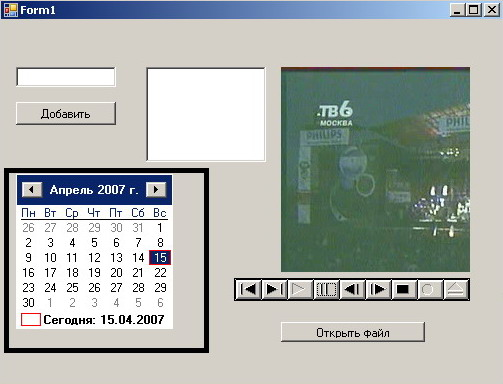 Form1
Добавить
ТВ6
МОСКВА
PHILIPS
PHILI
Апрель 2007 г.
Пн Вт Ср Чт Пт Сб Вс
26 27 28 29 30 31 1
2 3 4 5 6 7 8
9 10 11 12 13 14 15
16 17 18 19 20 21 22
23 24 25 26 27 28 29
30 1 2 3 4 5 6
Сегодня: 15.04.2007
Открыть файл